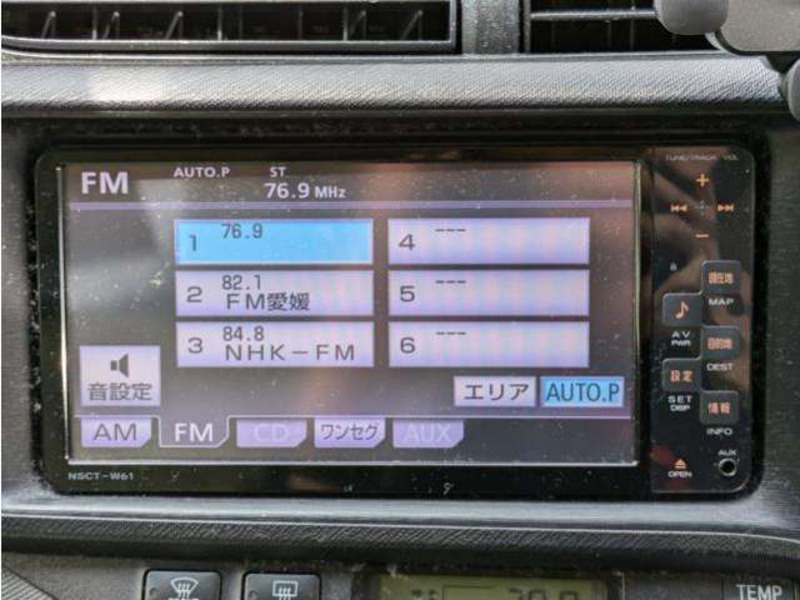 TUNE/TRACK VOL
FM AUTO.P ST 76.9 MHz
1 76.9
4 ---
2 82.1 FM愛媛
5 ---
3 84.8 NHK-FM
6 ---
音設定
エリア AUTO.P
AM FM CD ワンセグ AUX
NSCT-W61
現在地
MAP
AV PWR
目的地
DEST
設定
SET DISP
情報
INFO
AUX
OPEN
TEMP